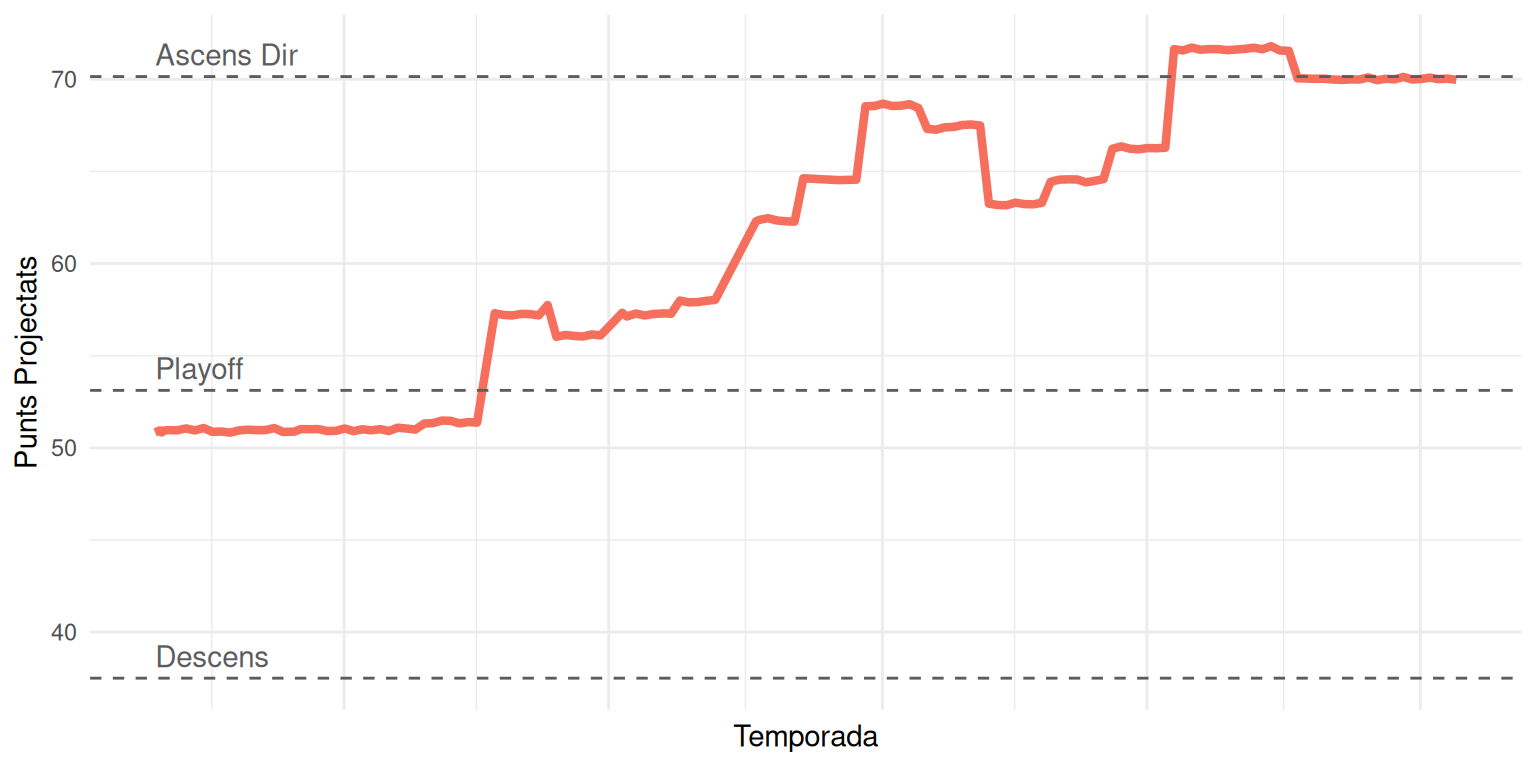 Ascens Dir
70
60
Playoff
50
40
Descens
Punts Projectats
Temporada